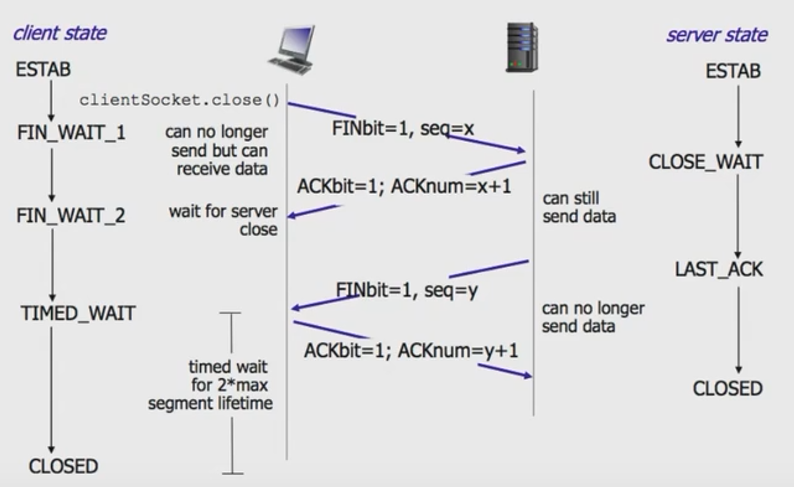 client state
server state
ESTAB
ESTAB
clientSocket.close()
FINbit=1, seq=x
FIN_WAIT_1
can no longer
send but can
receive data
CLOSE_WAIT
ACKbit=1; ACKnum=x+1
FIN_WAIT_2
wait for server
close
can still
send data
LAST_ACK
FINbit=1, seq=y
TIMED_WAIT
can no longer
send data
ACKbit=1; ACKnum=y+1
timed wait
for 2*max
segment lifetime
CLOSED
CLOSED